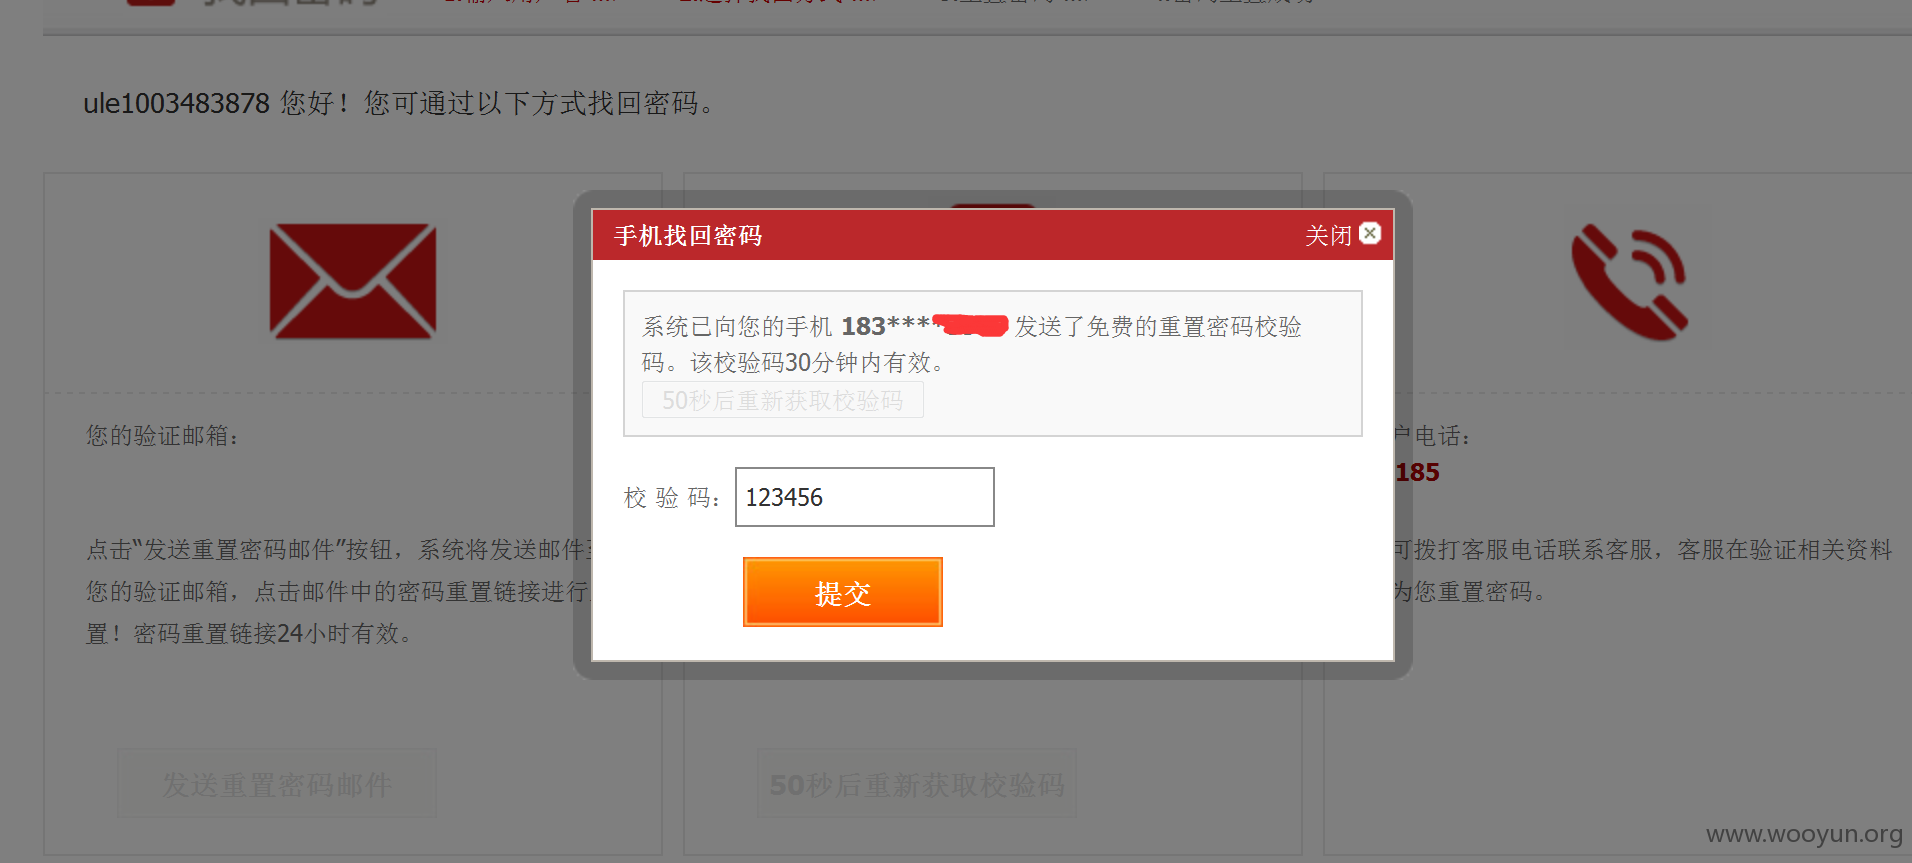 ule1003483878 您好！您可通过以下方式找回密码。
手机找回密码
关闭
系统已向您的手机 183**** 发送了免费的重置密码校验
码。该校验码30分钟内有效。
50秒后重新获取校验码
校 验 码：
123456
提交
您的验证邮箱：
点击“发送重置密码邮件”按钮，系统将发送邮件
您的验证邮箱，点击邮件中的密码重置链接进行
置！密码重置链接24小时有效。
发送重置密码邮件
50秒后重新获取校验码
户电话：
185
可拨打客服电话联系客服，客服在验证相关资料
为您重置密码。
www.wooyun.org